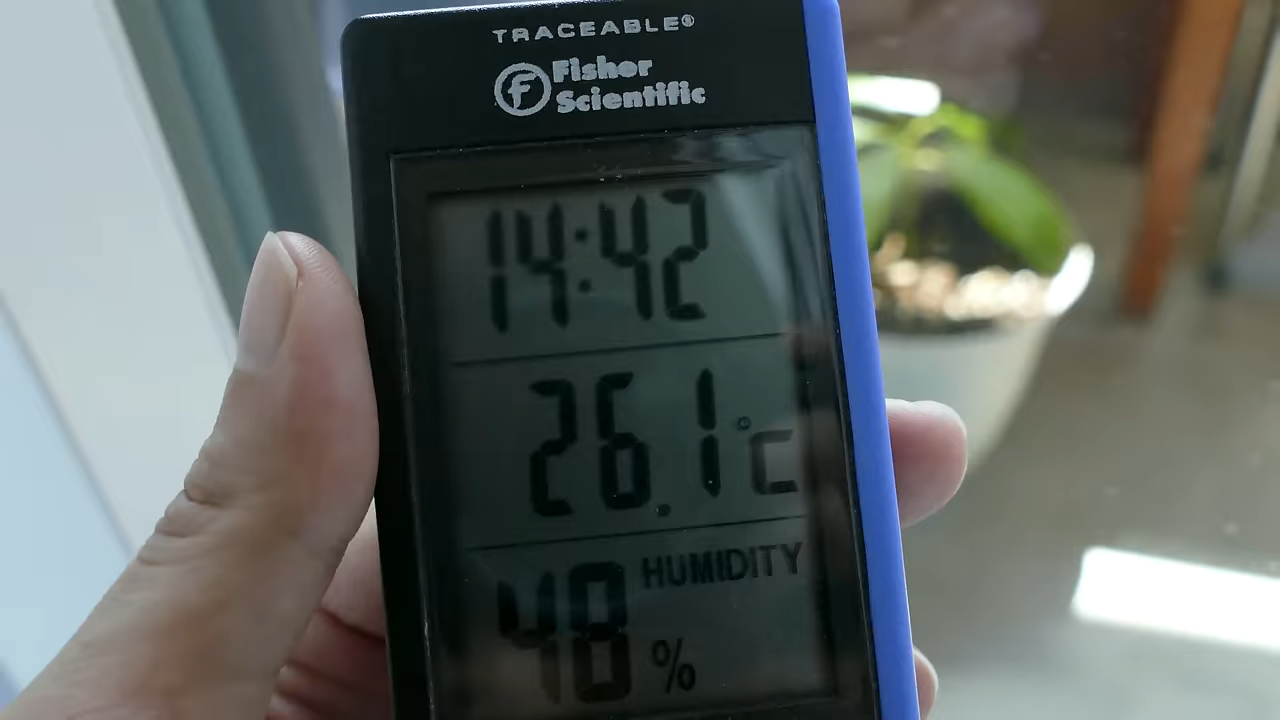 TRACEABLE®
f Fisher
Scientific
14:42
26.1 °C
HUMIDITY
48 %